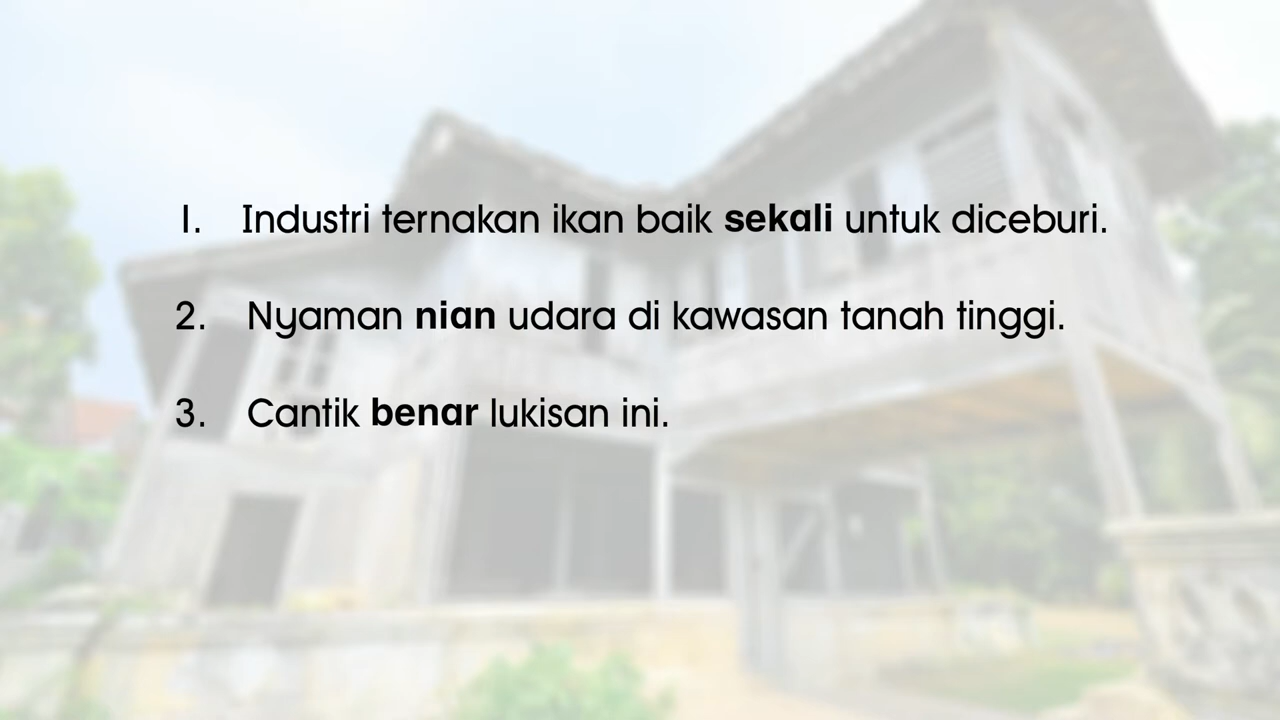 1. Industri ternakan ikan baik sekali untuk diceburi.
2. Nyaman nian udara di kawasan tanah tinggi.
3. Cantik benar lukisan ini.